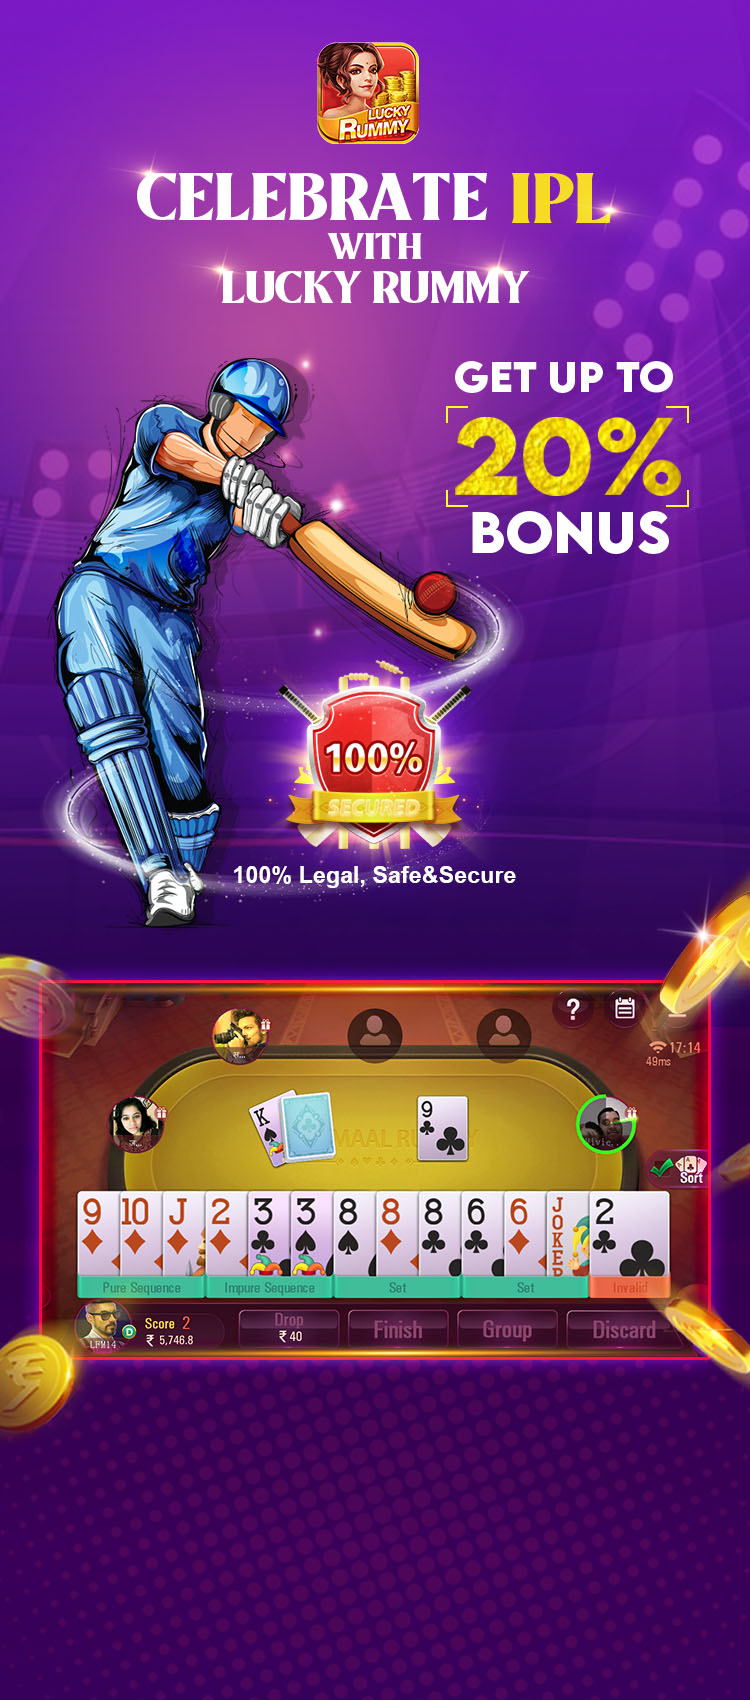 LUCKY
RUMMY
CELEBRATE IPL
WITH
LUCKY RUMMY
GET UP TO
20%
BONUS
100%
SECURED
100% Legal, Safe&Secure
?
17:14
49ms
K
9
Sort
9 10 J 2 3 3 8 8 8 6 6 JOKER 2
Pure Sequence Impure Sequence Set Set Invalid
Score 2
₹ 5,746.8
D
LFM14
Drop
₹ 40
Finish
Group
Discard